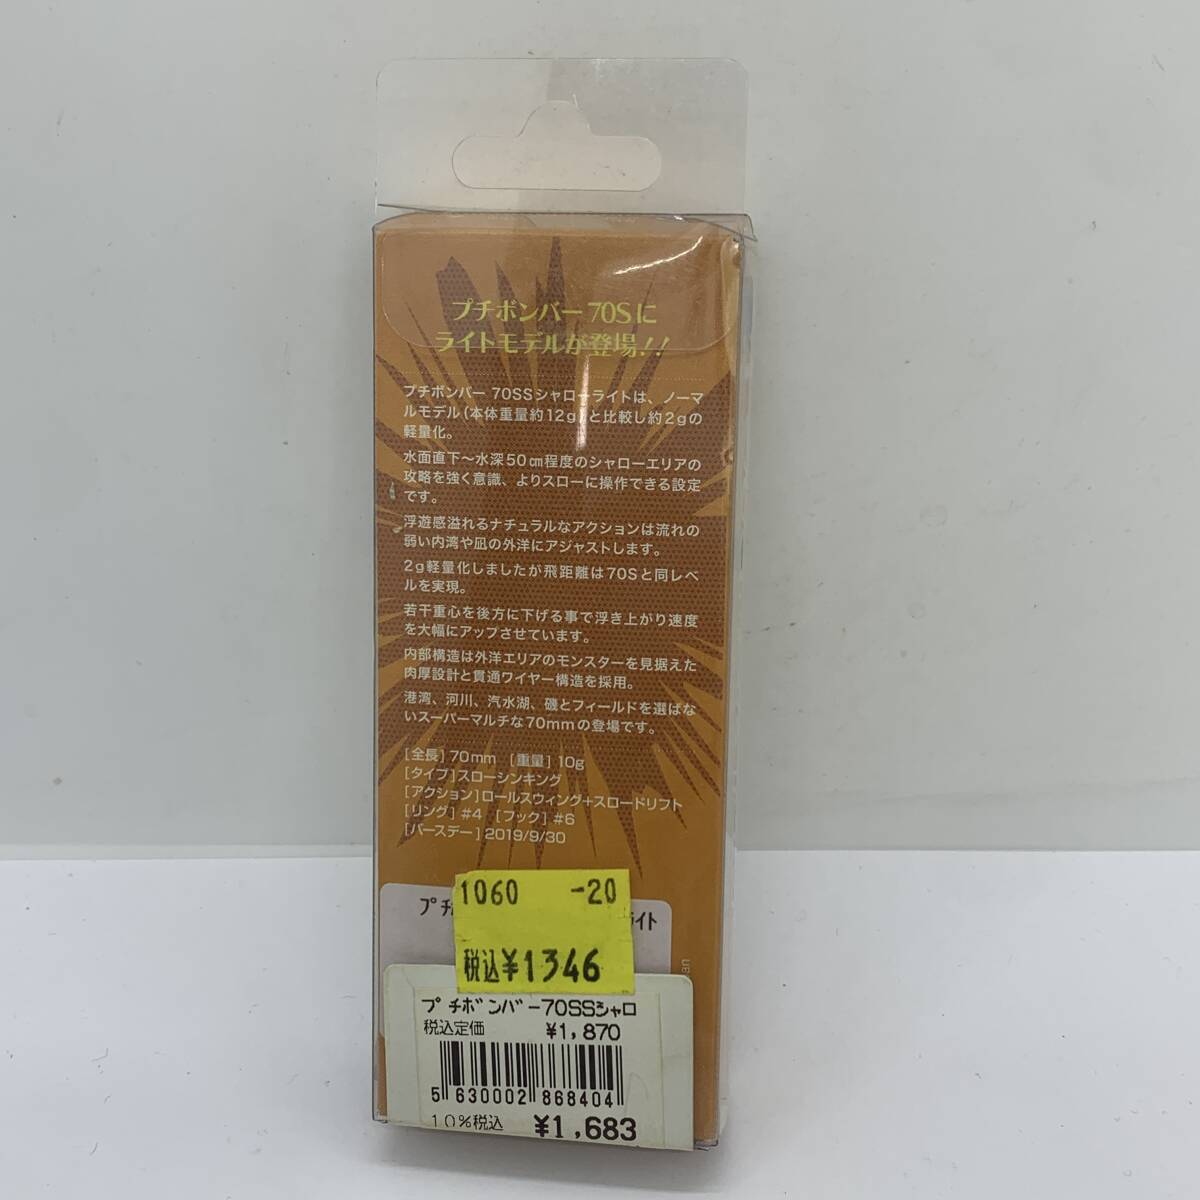 プチボンバー 70Sに
ライトモデルが登場!!
プチボンバー 70SSシャローライトは、ノーマ
ルモデル(本体重量約12g)と比較し約2gの
軽量化。
水面直下〜水深50㎝程度のシャローエリアの
攻略を強く意識、よりスローに操作できる設定
です。
浮遊感溢れるナチュラルなアクションは流れの
弱い内湾や凪の外洋にアジャストします。
2g軽量化しましたが飛距離は70Sと同レベ
ルを実現。
若干重心を後方に下げる事で浮き上がり速度
を大幅にアップさせています。
内部構造は外洋エリアのモンスターを見据えた
肉厚設計と貫通ワイヤー構造を採用。
港湾、河川、汽水湖、磯とフィールドを選ばな
いスーパーマルチな70mmの登場です。
[全長] 70mm [重量] 10g
[タイプ]スローシンキング
[アクション]ロールスウィング+スロードリフト
[リング] #4 [フック] #6
[バースデー] 2019/9/30
1060 -20
プチ ライト
税込¥1346
プチボンバー70SSシャロ
税込定価 ¥1,870
5 630002 868404
10%税込 ¥1,683